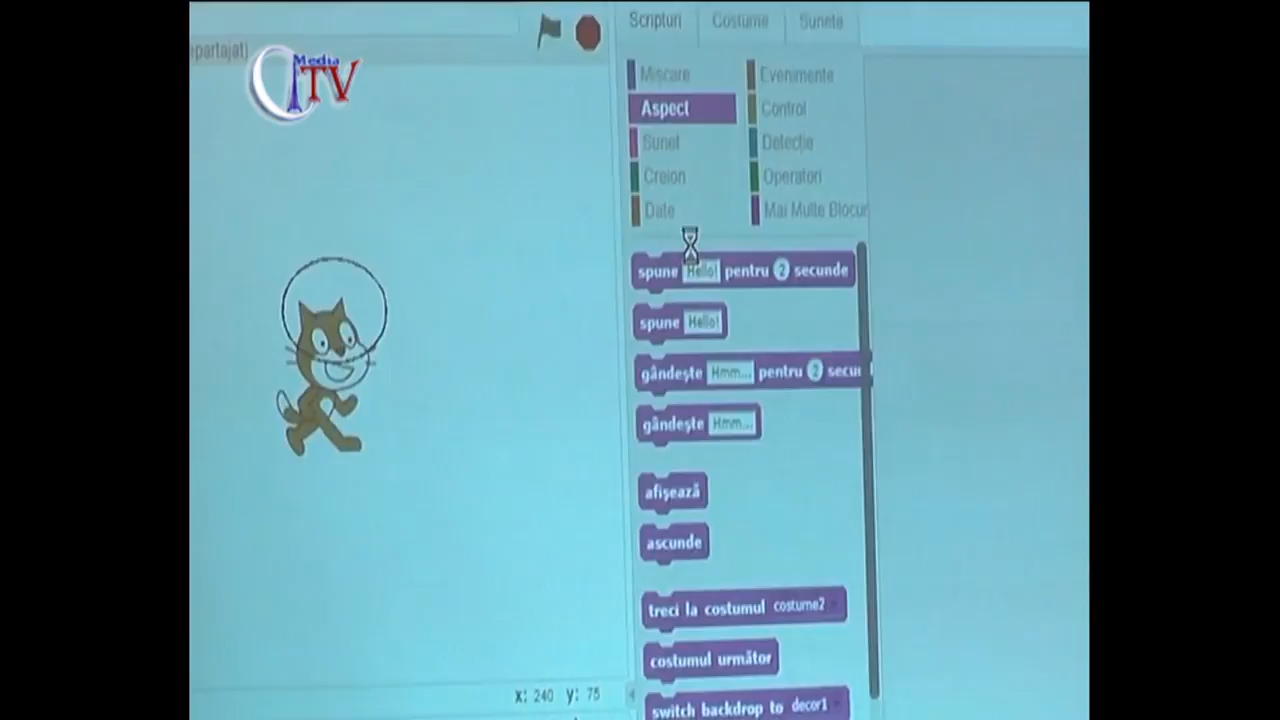 Scripturi Costume Sunete
partajat)
Media
TV
Mișcare Evenimente
Aspect Control
Sunet Detecție
Creion Operatori
Date Mai Multe Blocur
spune Hello! pentru 2 secunde
spune Hello!
gândește Hmm... pentru 2 secu
gândește Hmm...
afișează
ascunde
treci la costumul costume2
costumul următor
x: 240 y: 75
switch backdrop to decor1